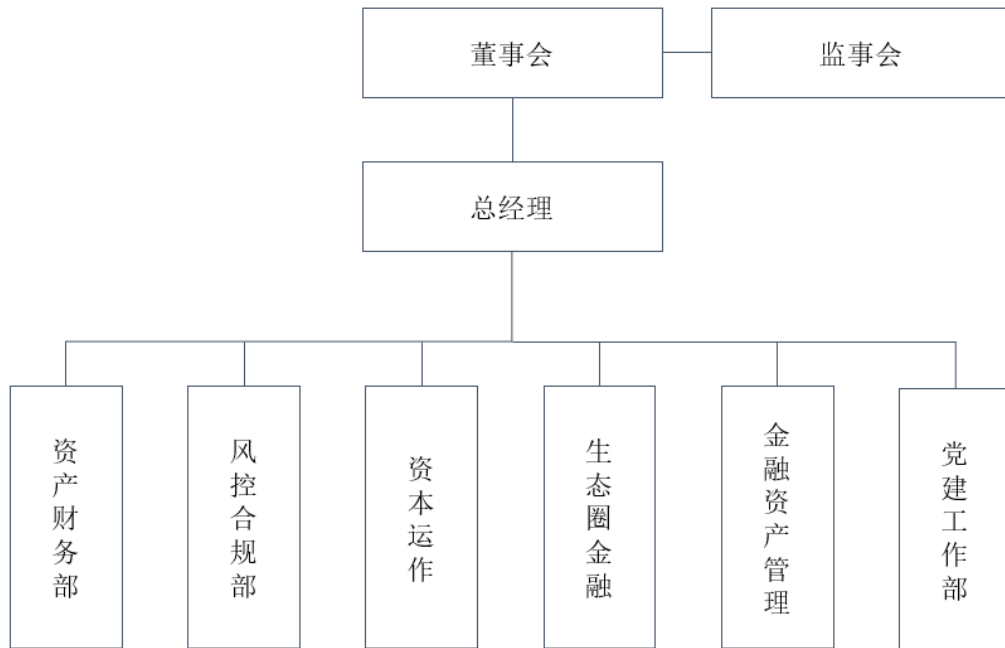 董事会
监事会
总经理
资产财务部
风控合规部
资本运作
生态圈金融
金融资产管理
党建工作部